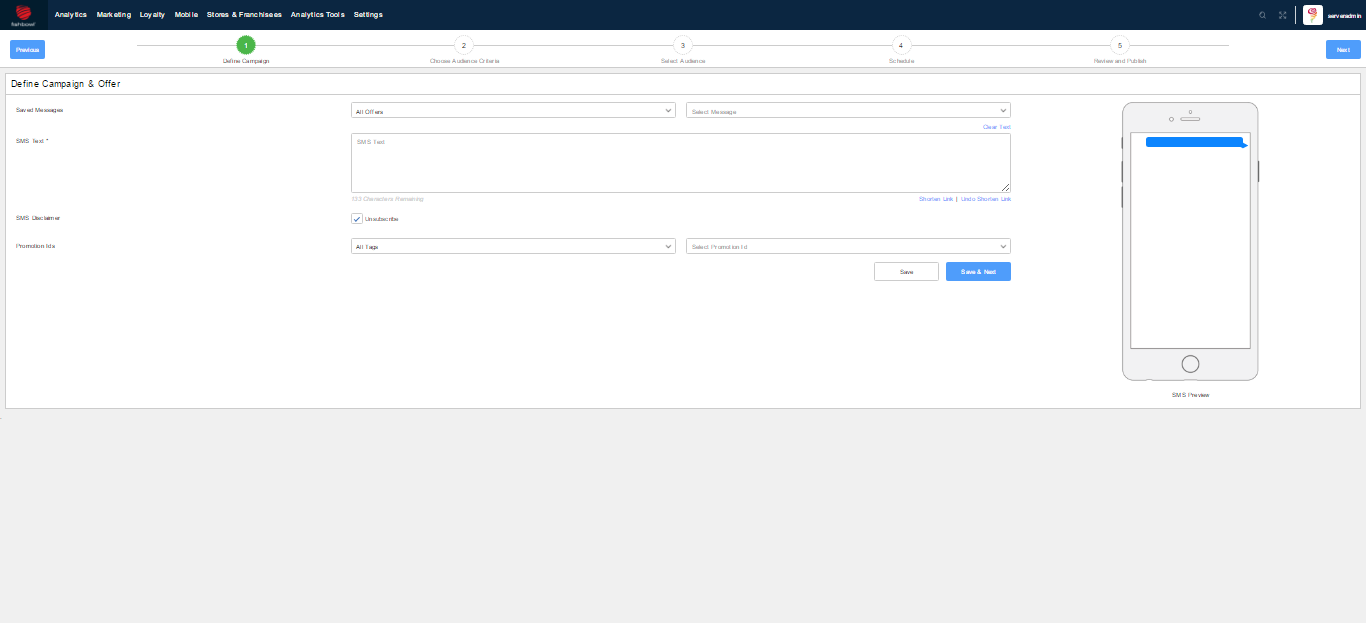 fishbowl Analytics Marketing Loyalty Mobile Stores & Franchisees Analytics Tools Settings serveradmin
Previous 1 2 3 4 5 Next
Define Campaign Choose Audience Criteria Select Audience Schedule Review and Publish
Define Campaign & Offer
Saved Messages All Offers Select Message
Clear Text
SMS Text * SMS Text
133 Characters Remaining Shorten Link | Undo Shorten Link
SMS Disclaimer Unsubscribe
Promotion Ids All Tags Select Promotion Id
Save Save & Next
SMS Preview